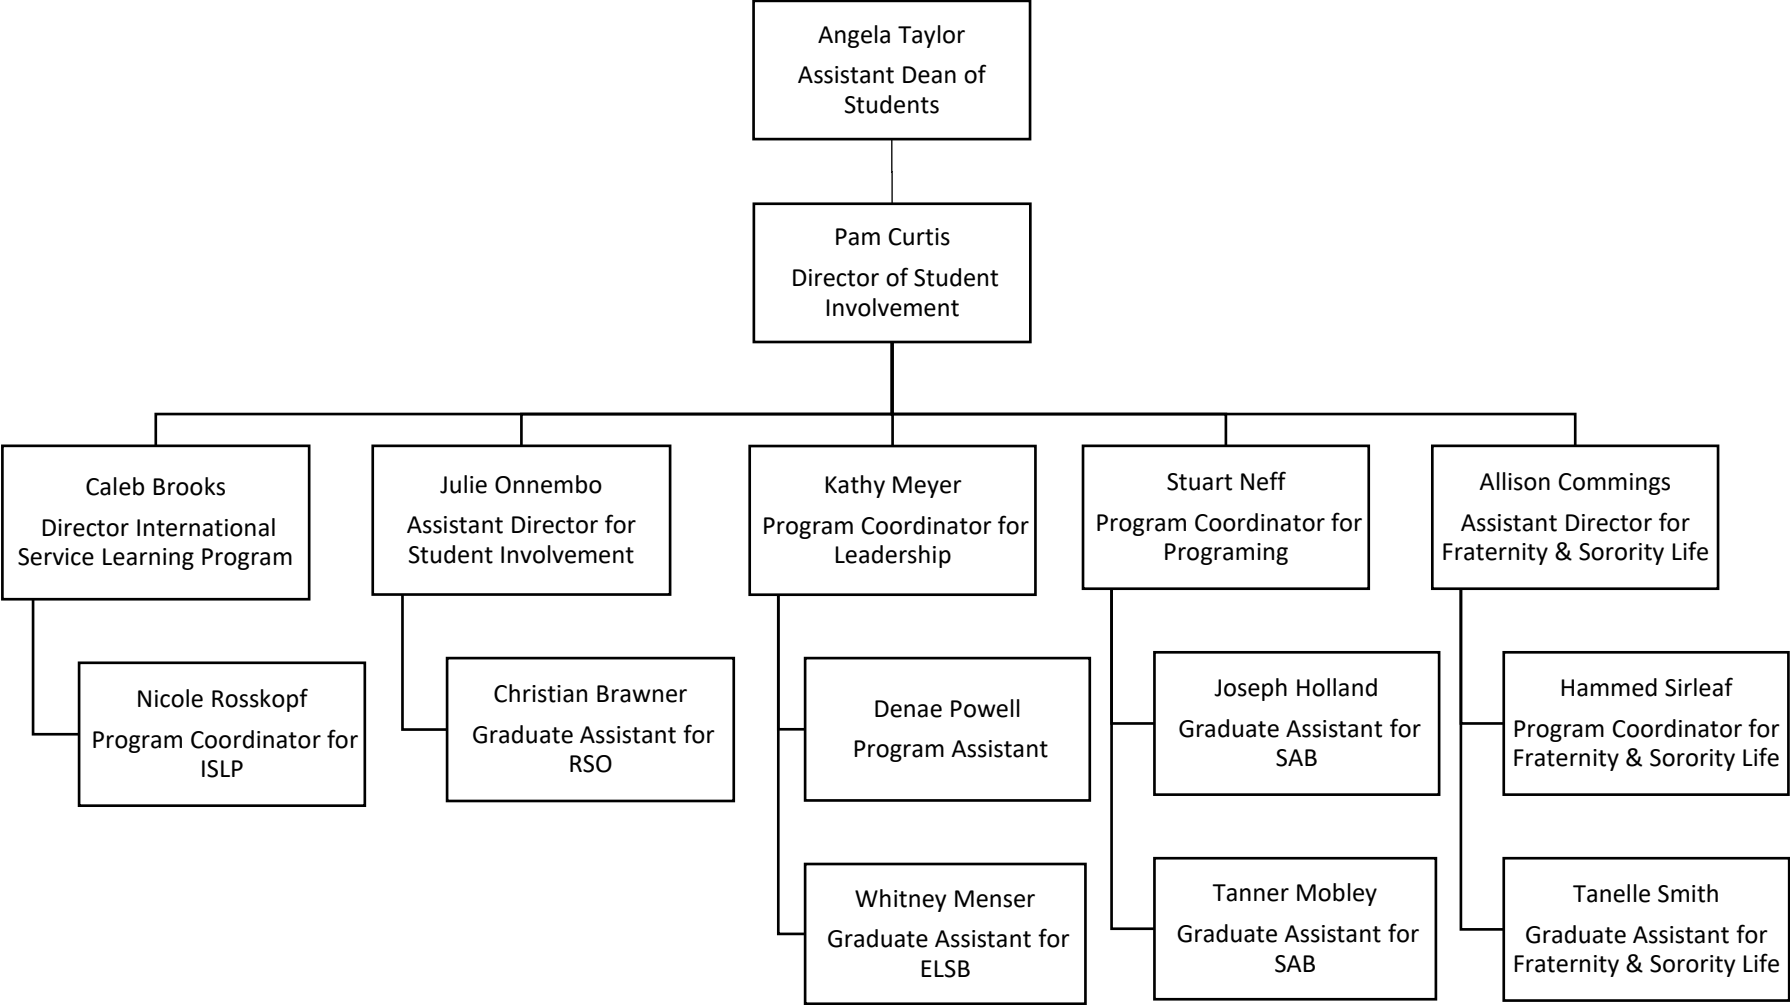 Angela Taylor
Assistant Dean of
Students
Pam Curtis
Director of Student
Involvement
Caleb Brooks
Director International
Service Learning Program
Julie Onnembo
Assistant Director for
Student Involvement
Kathy Meyer
Program Coordinator for
Leadership
Stuart Neff
Program Coordinator for
Programing
Allison Commings
Assistant Director for
Fraternity & Sorority Life
Nicole Rosskopf
Program Coordinator for
ISLP
Christian Brawner
Graduate Assistant for
RSO
Denae Powell
Program Assistant
Joseph Holland
Graduate Assistant for
SAB
Hammed Sirleaf
Program Coordinator for
Fraternity & Sorority Life
Whitney Menser
Graduate Assistant for
ELSB
Tanner Mobley
Graduate Assistant for
SAB
Tanelle Smith
Graduate Assistant for
Fraternity & Sorority Life